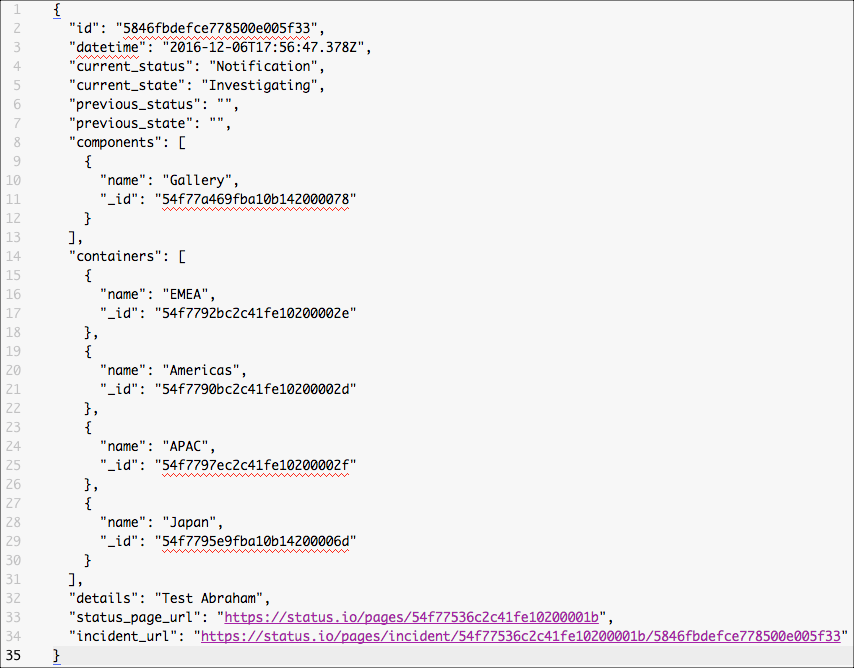 1 {
2 "id": "5846fbdefce778500e005f33",
3 "datetime": "2016-12-06T17:56:47.378Z",
4 "current_status": "Notification",
5 "current_state": "Investigating",
6 "previous_status": "",
7 "previous_state": "",
8 "components": [
9 {
10 "name": "Gallery",
11 "_id": "54f77a469fba10b142000078"
12 }
13 ],
14 "containers": [
15 {
16 "name": "EMEA",
17 "_id": "54f7792bc2c41fe10200002e"
18 },
19 {
20 "name": "Americas",
21 "_id": "54f7790bc2c41fe10200002d"
22 },
23 {
24 "name": "APAC",
25 "_id": "54f7797ec2c41fe10200002f"
26 },
27 {
28 "name": "Japan",
29 "_id": "54f7795e9fba10b14200006d"
30 }
31 ],
32 "details": "Test Abraham",
33 "status_page_url": "https://status.io/pages/54f77536c2c41fe10200001b",
34 "incident_url": "https://status.io/pages/incident/54f77536c2c41fe10200001b/5846fbdefce778500e005f33"
35 }